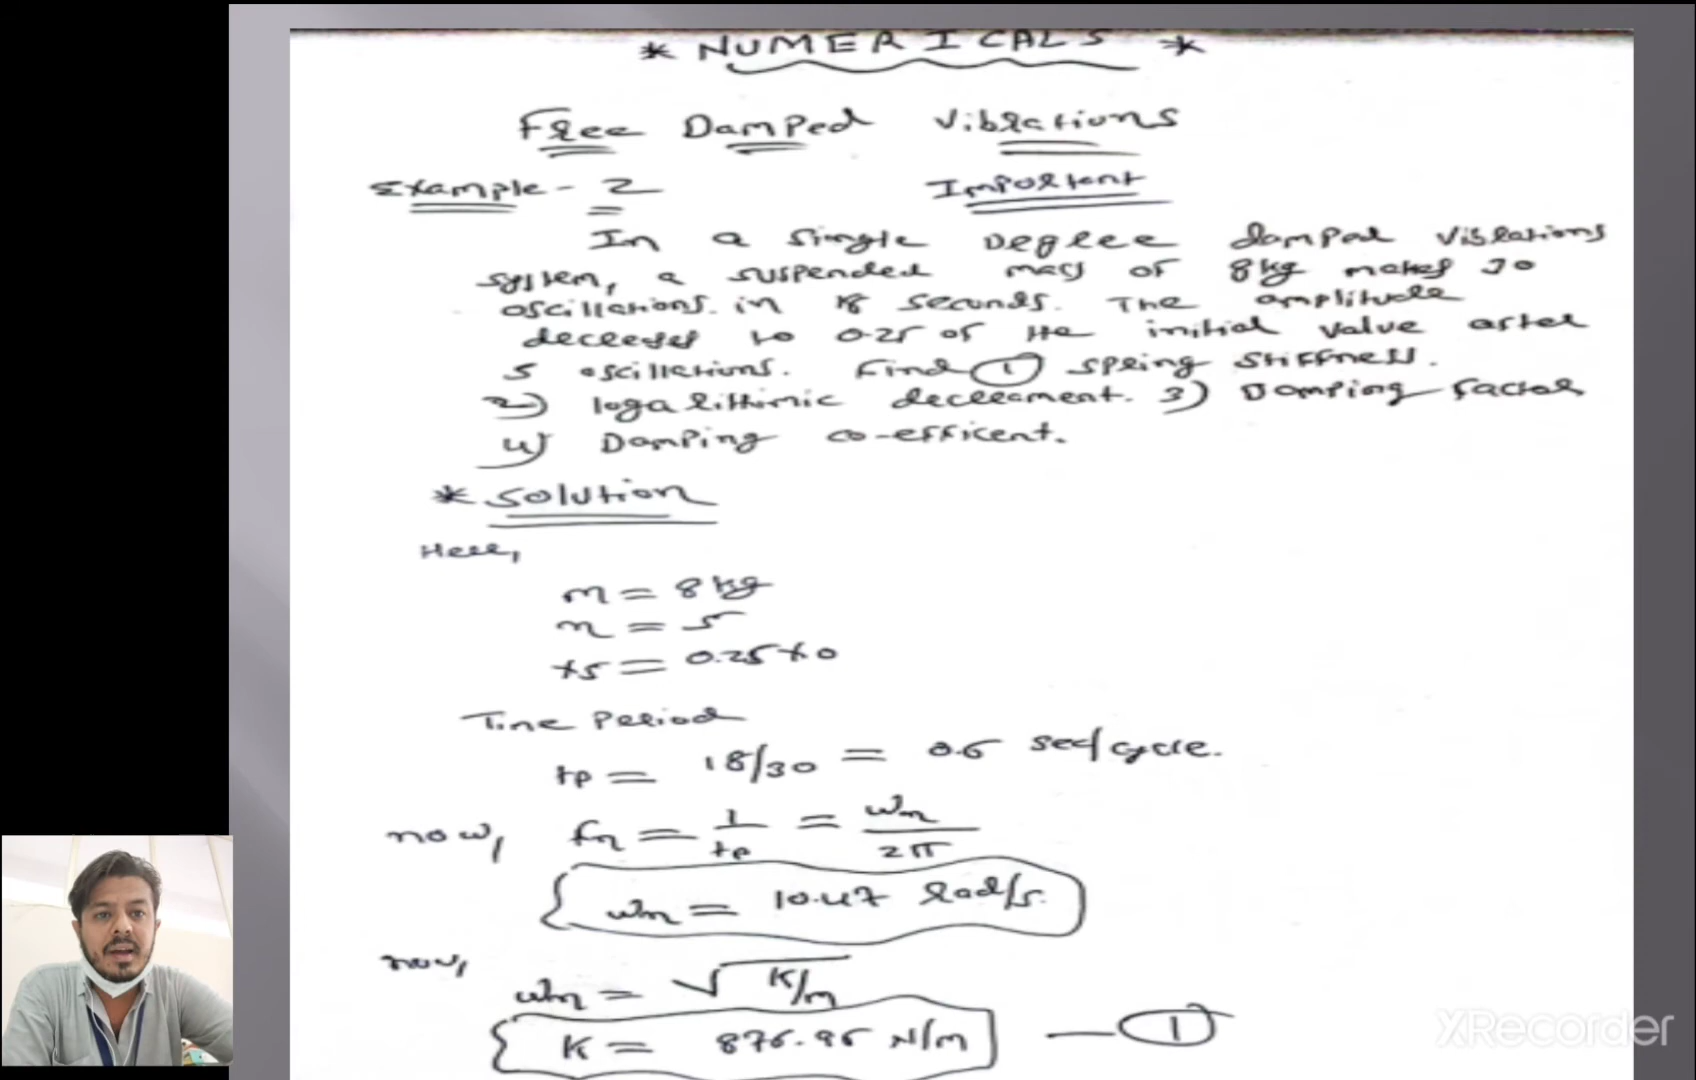 * NUMERICALS *
Free Damped Vibrations
Example - 2 Important
In a single Degree damped vibrations
system, a suspended mass of 8kg makes 30
oscillations. in 18 seconds. The amplitude
decreases to 0.25 of the initial value after
5 oscillations. Find ① spring stiffness.
2) logarithmic decreament. 3) Damping factor
4) Damping co-efficent.
* Solution
Here,
m = 8 kg
n = 5
x5 = 0.25 x0
Time Period
tp = 18/30 = 0.6 sec/cycle.
now, fn = 1/tp = ωn/2π
ωn = 10.47 rad/s.
now,
ωn = √K/m
K = 876.96 N/m — ①
XRecorder